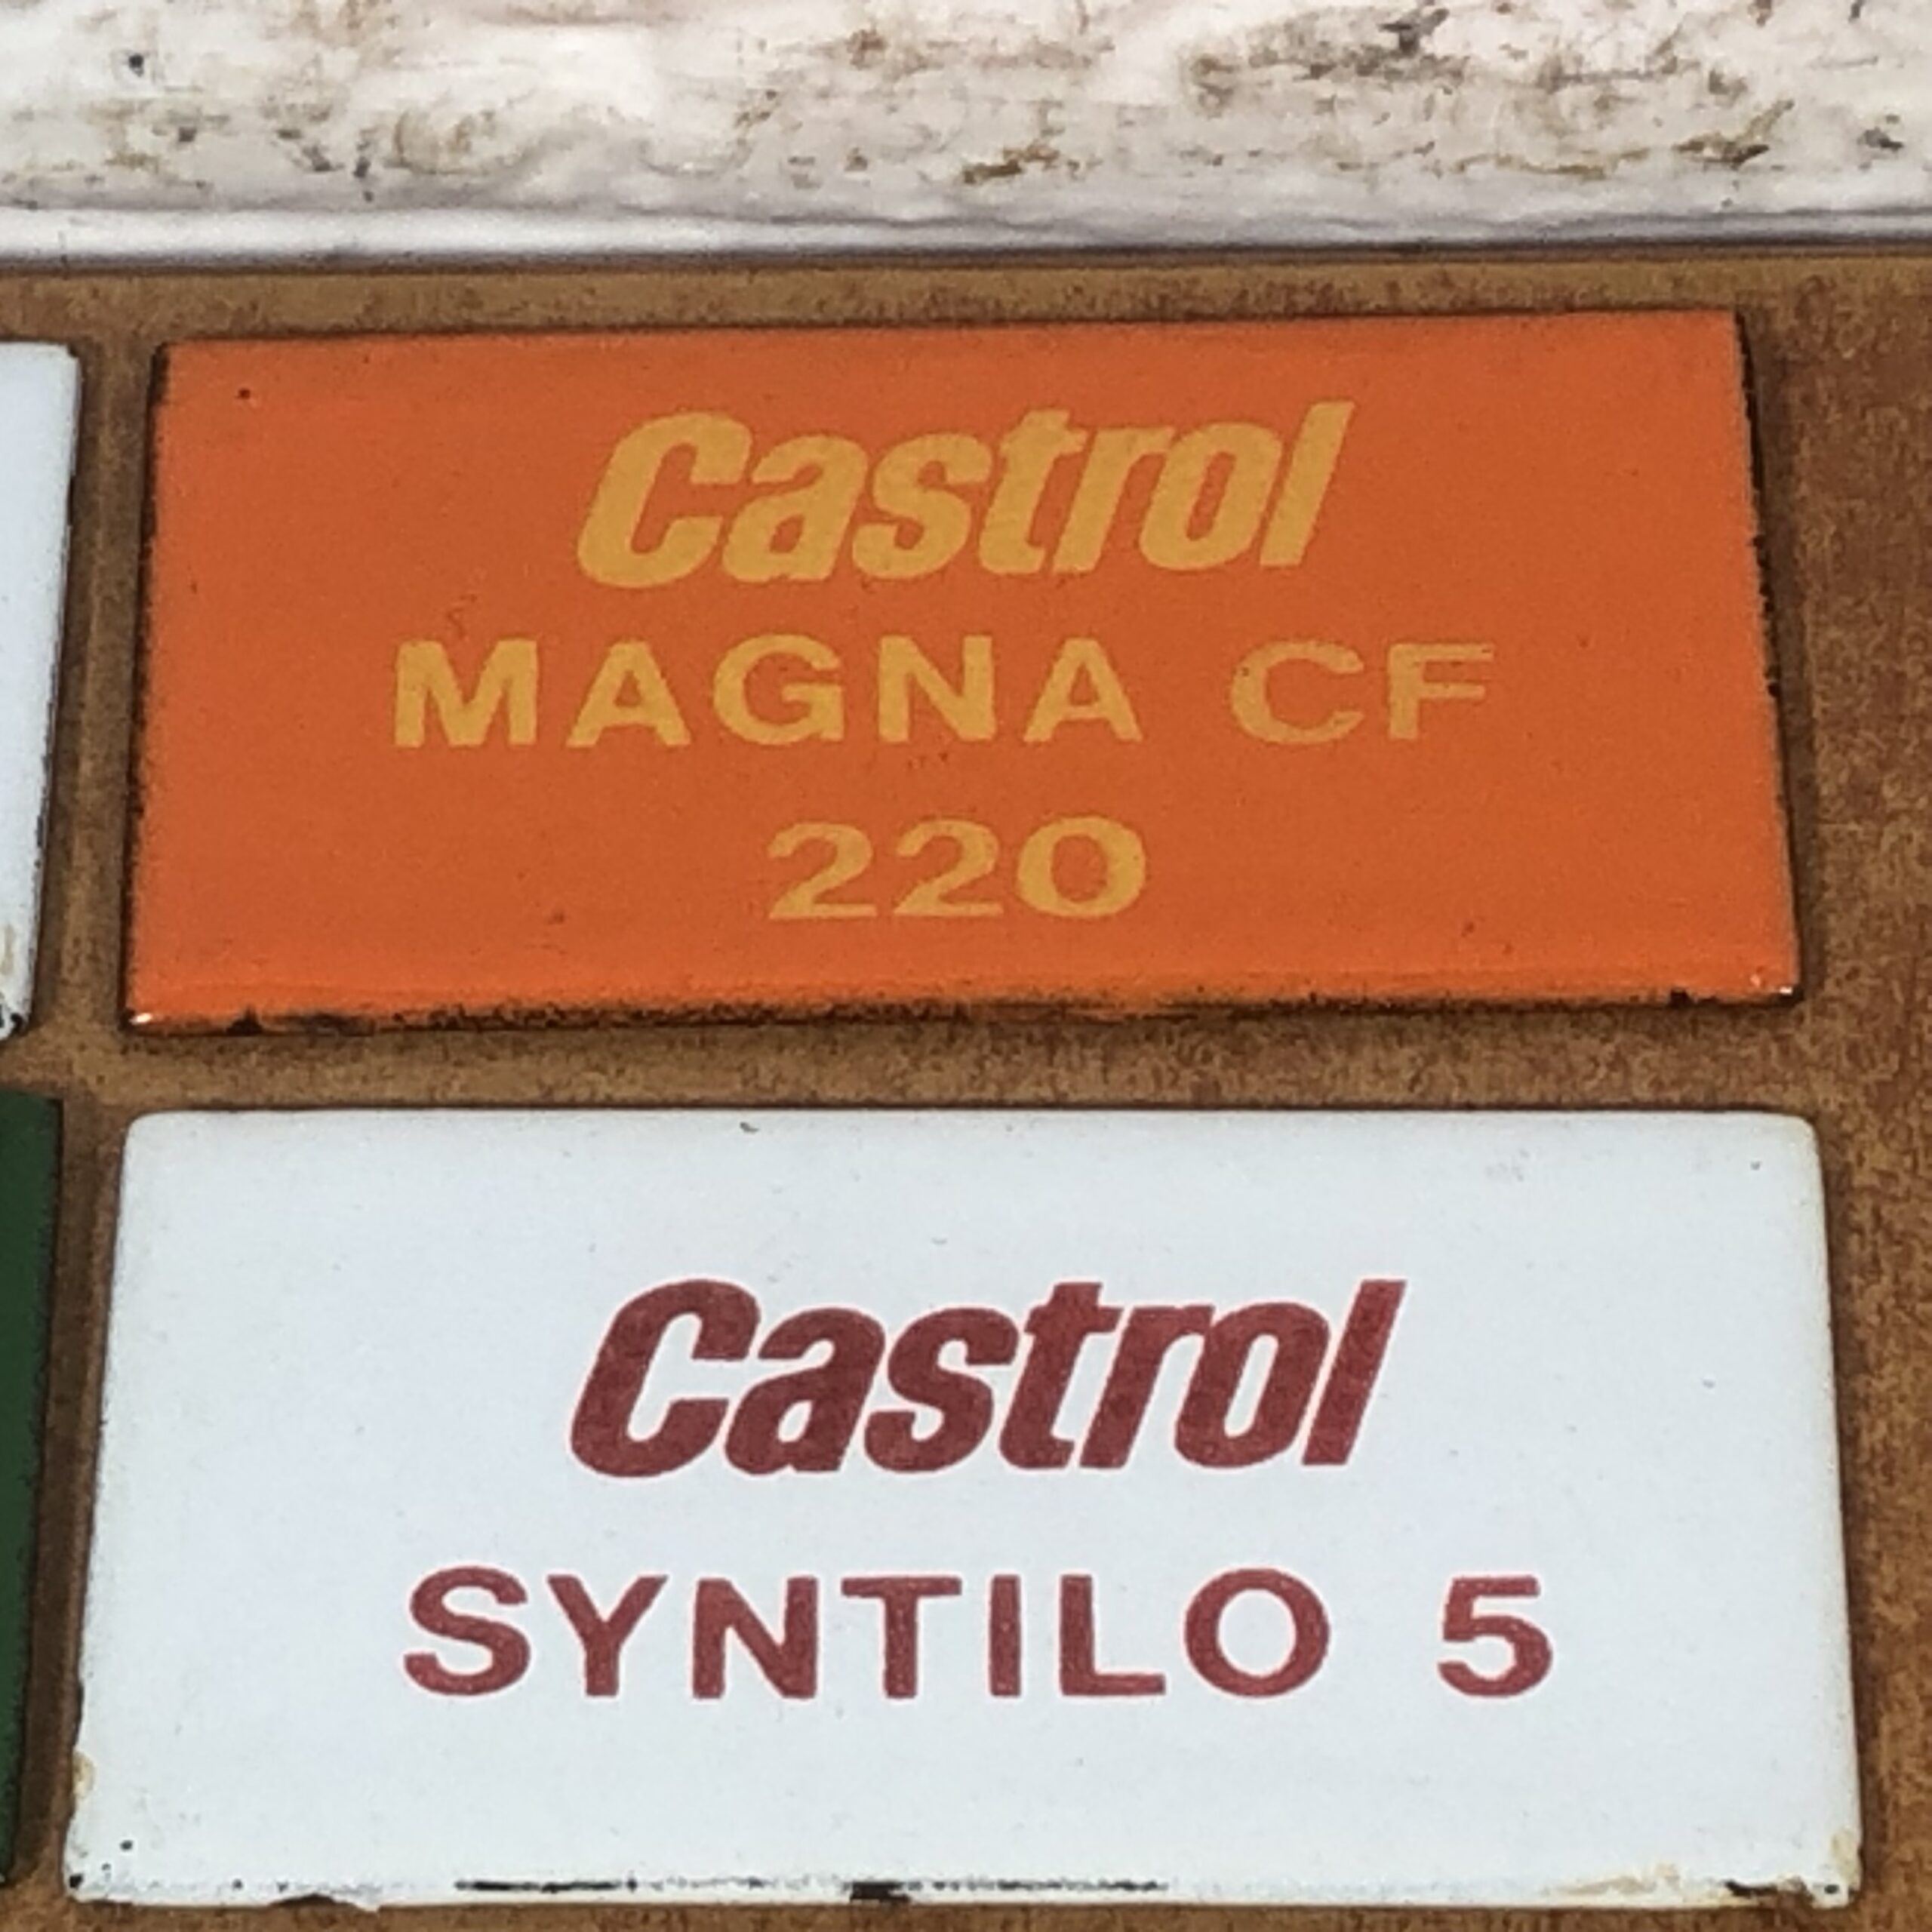 Castrol
MAGNA CF
220
Castrol
SYNTILO 5